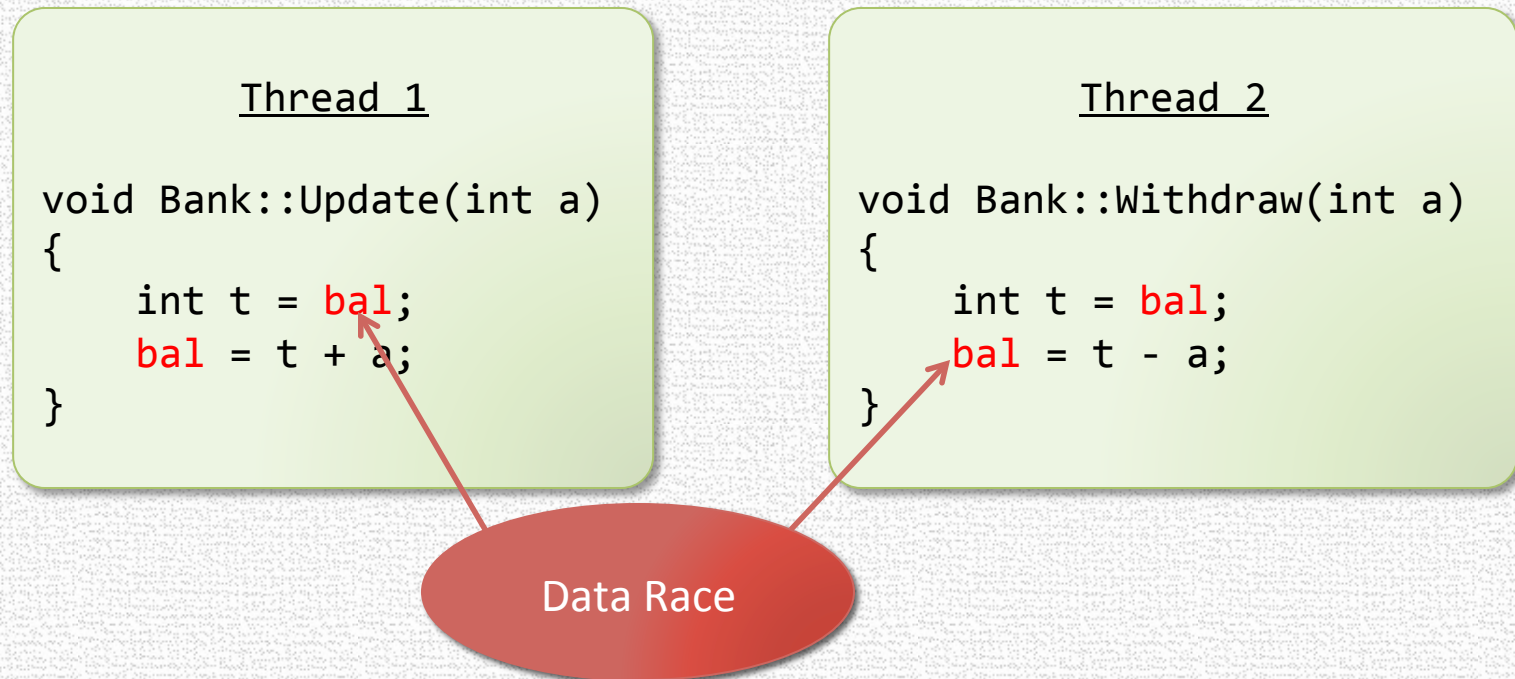 Thread 1
void Bank::Update(int a)
{
    int t = bal;
    bal = t + a;
}
Thread 2
void Bank::Withdraw(int a)
{
    int t = bal;
    bal = t - a;
}
Data Race